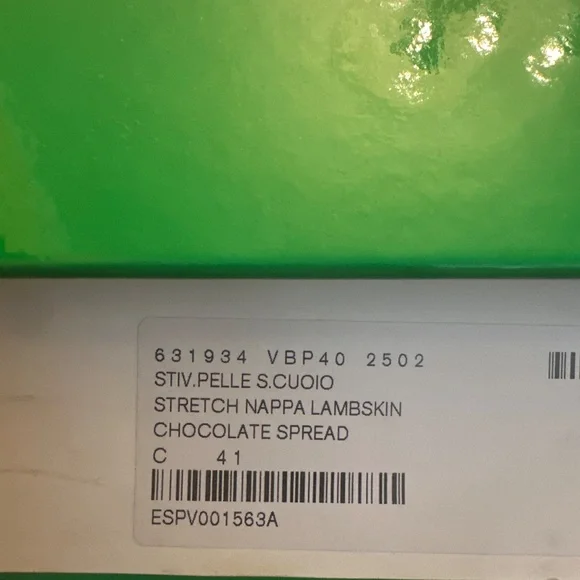 631934 VBP40 2502
STIV.PELLE S.CUOIO
STRETCH NAPPA LAMBSKIN
CHOCOLATE SPREAD
C 41
ESPV001563A